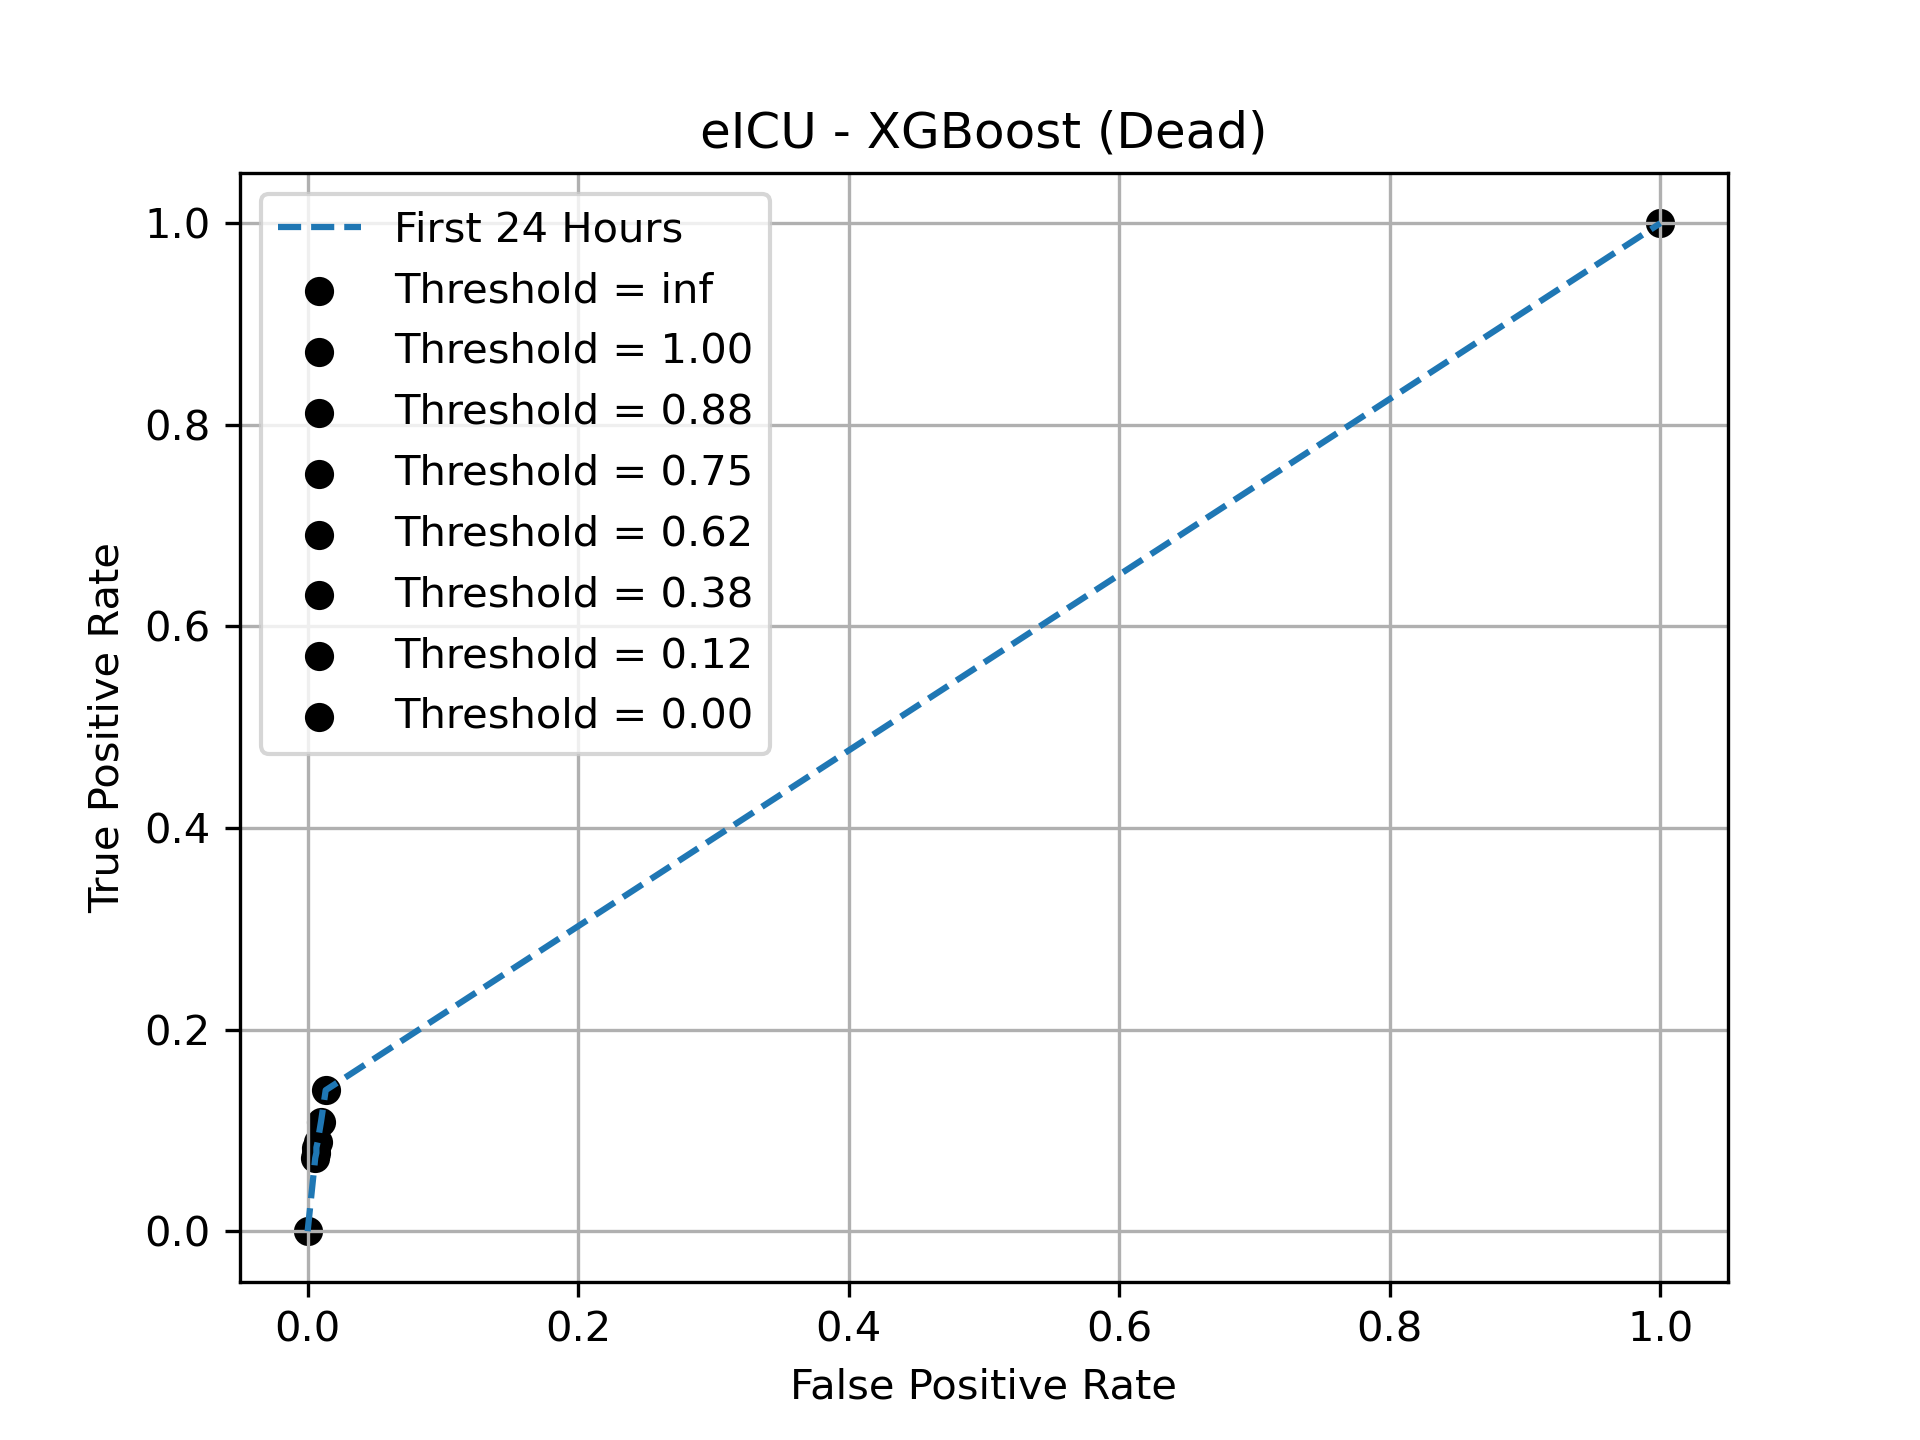 eICU - XGBoost (Dead)
First 24 Hours
Threshold = inf
Threshold = 1.00
Threshold = 0.88
Threshold = 0.75
Threshold = 0.62
Threshold = 0.38
Threshold = 0.12
Threshold = 0.00
True Positive Rate
1.0
0.8
0.6
0.4
0.2
0.0
0.0 0.2 0.4 0.6 0.8 1.0
False Positive Rate